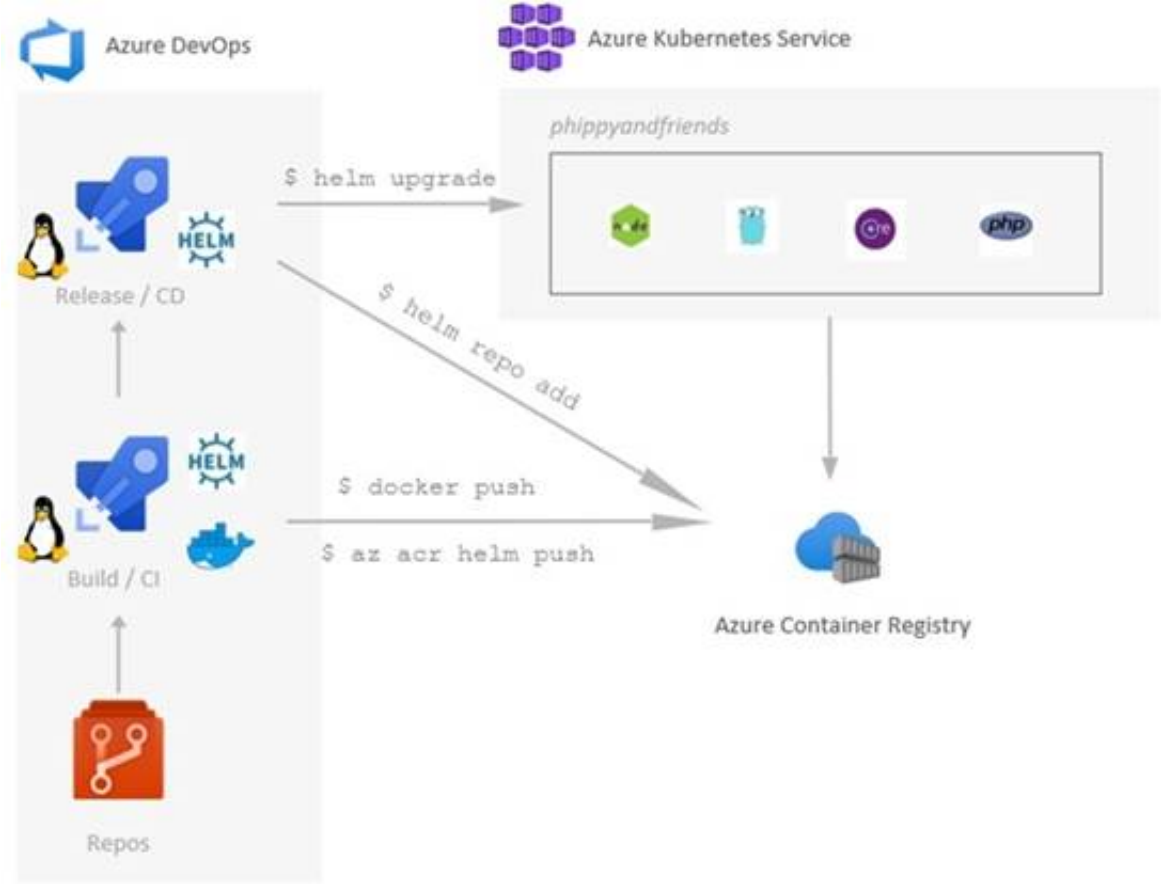 Azure DevOps
Azure Kubernetes Service
phippyandfriends
$ helm upgrade
node
Core
php
HELM
Release / CD
$ helm repo add
HELM
$ docker push
$ az acr helm push
Build / CI
Azure Container Registry
Repos